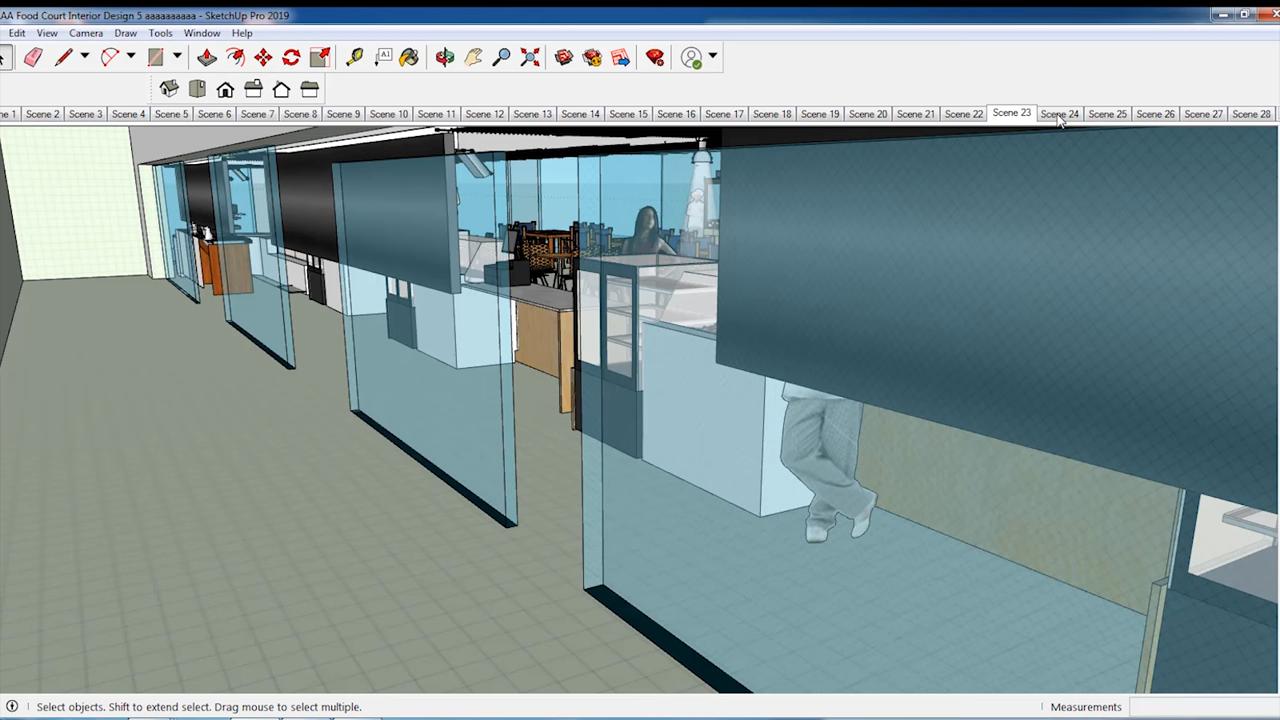 AA Food Court Interior Design 5 aaaaaaaaaa - SketchUp Pro 2019
Edit View Camera Draw Tools Window Help
A1
ne 1 Scene 2 Scene 3 Scene 4 Scene 5 Scene 6 Scene 7 Scene 8 Scene 9 Scene 10 Scene 11 Scene 12 Scene 13 Scene 14 Scene 15 Scene 16 Scene 17 Scene 18 Scene 19 Scene 20 Scene 21 Scene 22 Scene 23 Scene 24 Scene 25 Scene 26 Scene 27 Scene 28
Select objects. Shift to extend select. Drag mouse to select multiple. Measurements